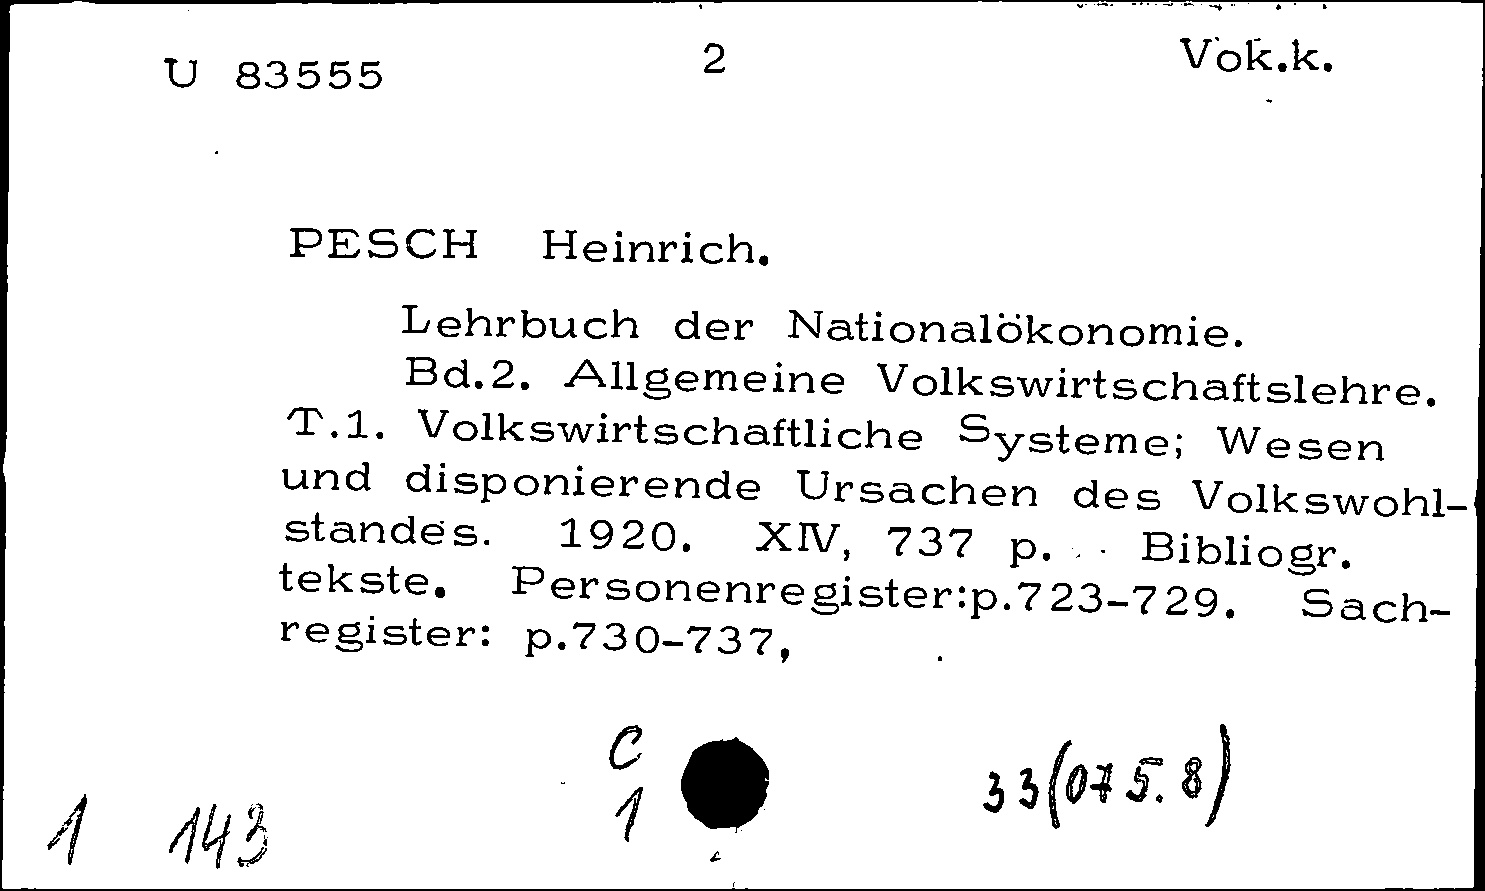 U 83555 2 Vok.k.
PESCH Heinrich.
Lehrbuch der Nationalökonomie.
Bd.2. Allgemeine Volkswirtschaftslehre.
T.1. Volkswirtschaftliche Systeme; Wesen
und disponierende Ursachen des Volkswohl-
standes. 1920. XIV, 737 p. Bibliogr.
tekste. Personenregister:p.723-729. Sach-
register: p.730-737,
C
1
33(075.8)
1 143